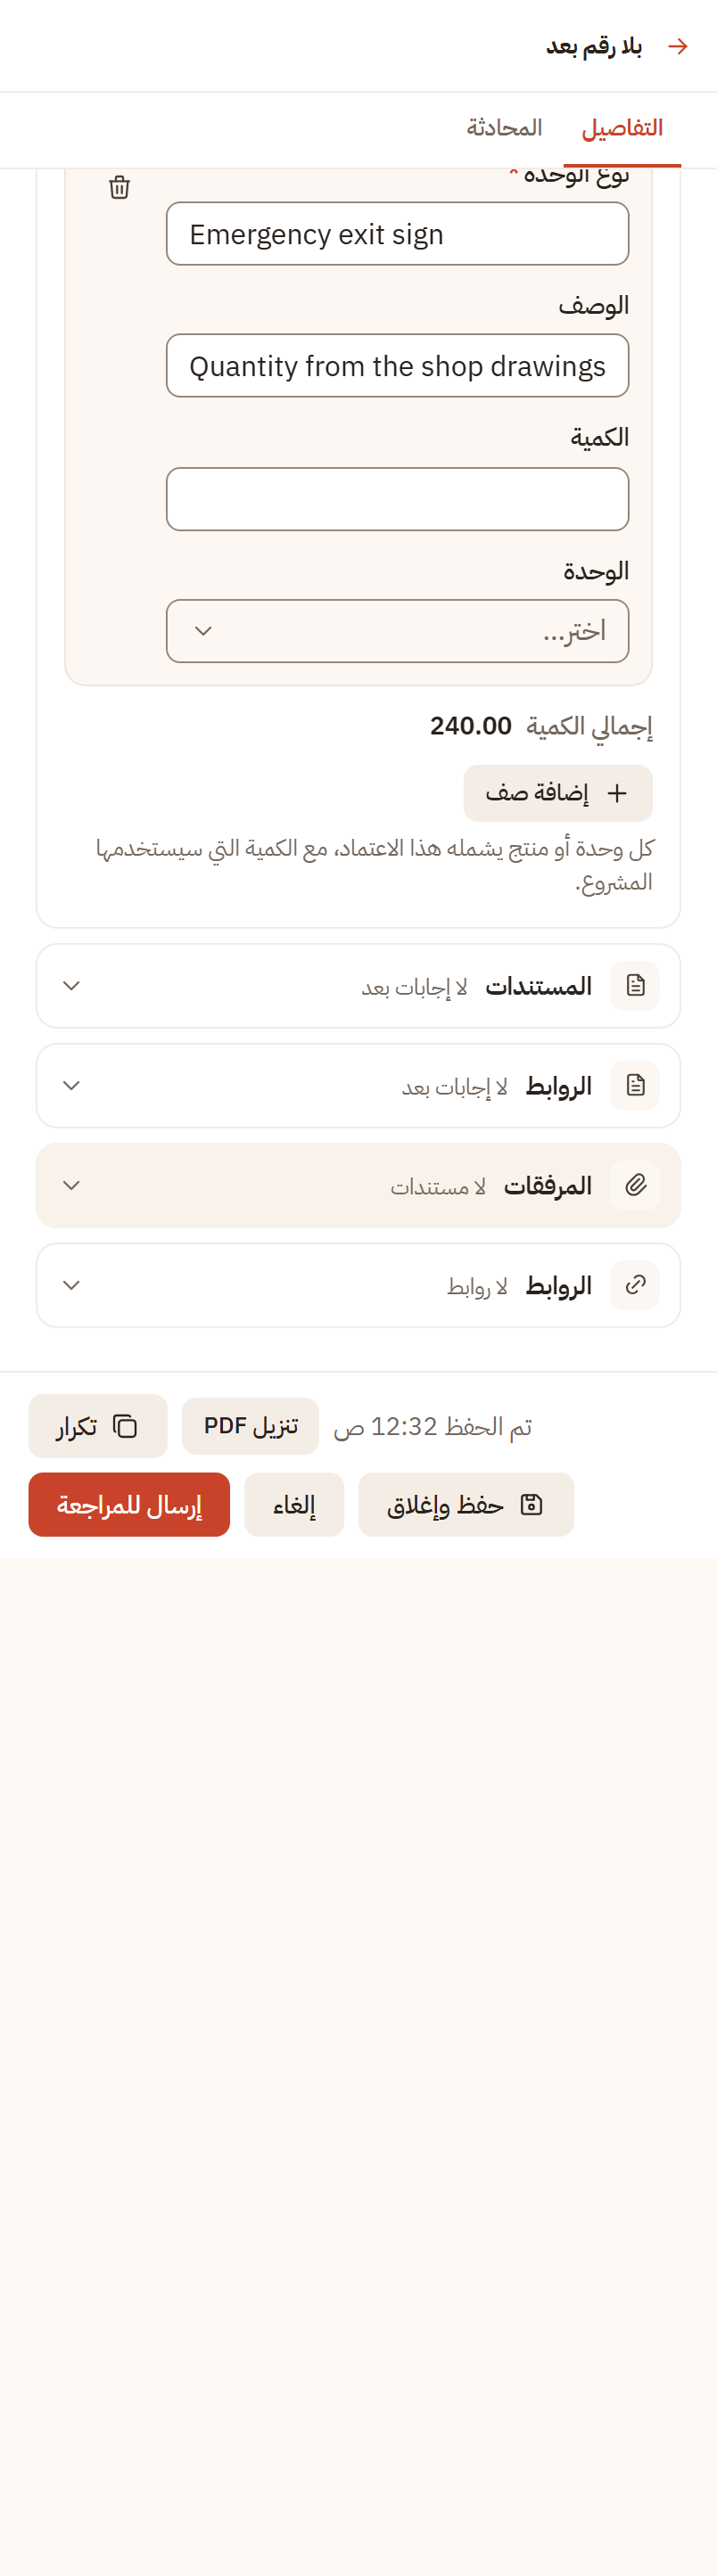 بلا رقم بعد
التفاصيل
المحادثة
نوع الوحدة *
Emergency exit sign
الوصف
Quantity from the shop drawings
الكمية
الوحدة
اختر...
إجمالي الكمية 240.00
إضافة صف
كل وحدة أو منتج يشمله هذا الاعتماد، مع الكمية التي سيستخدمها
المشروع.
المستندات لا إجابات بعد
الروابط لا إجابات بعد
المرفقات لا مستندات
الروابط لا روابط
تم الحفظ 12:32 ص
تنزيل PDF
تكرار
حفظ وإغلاق
إلغاء
إرسال للمراجعة